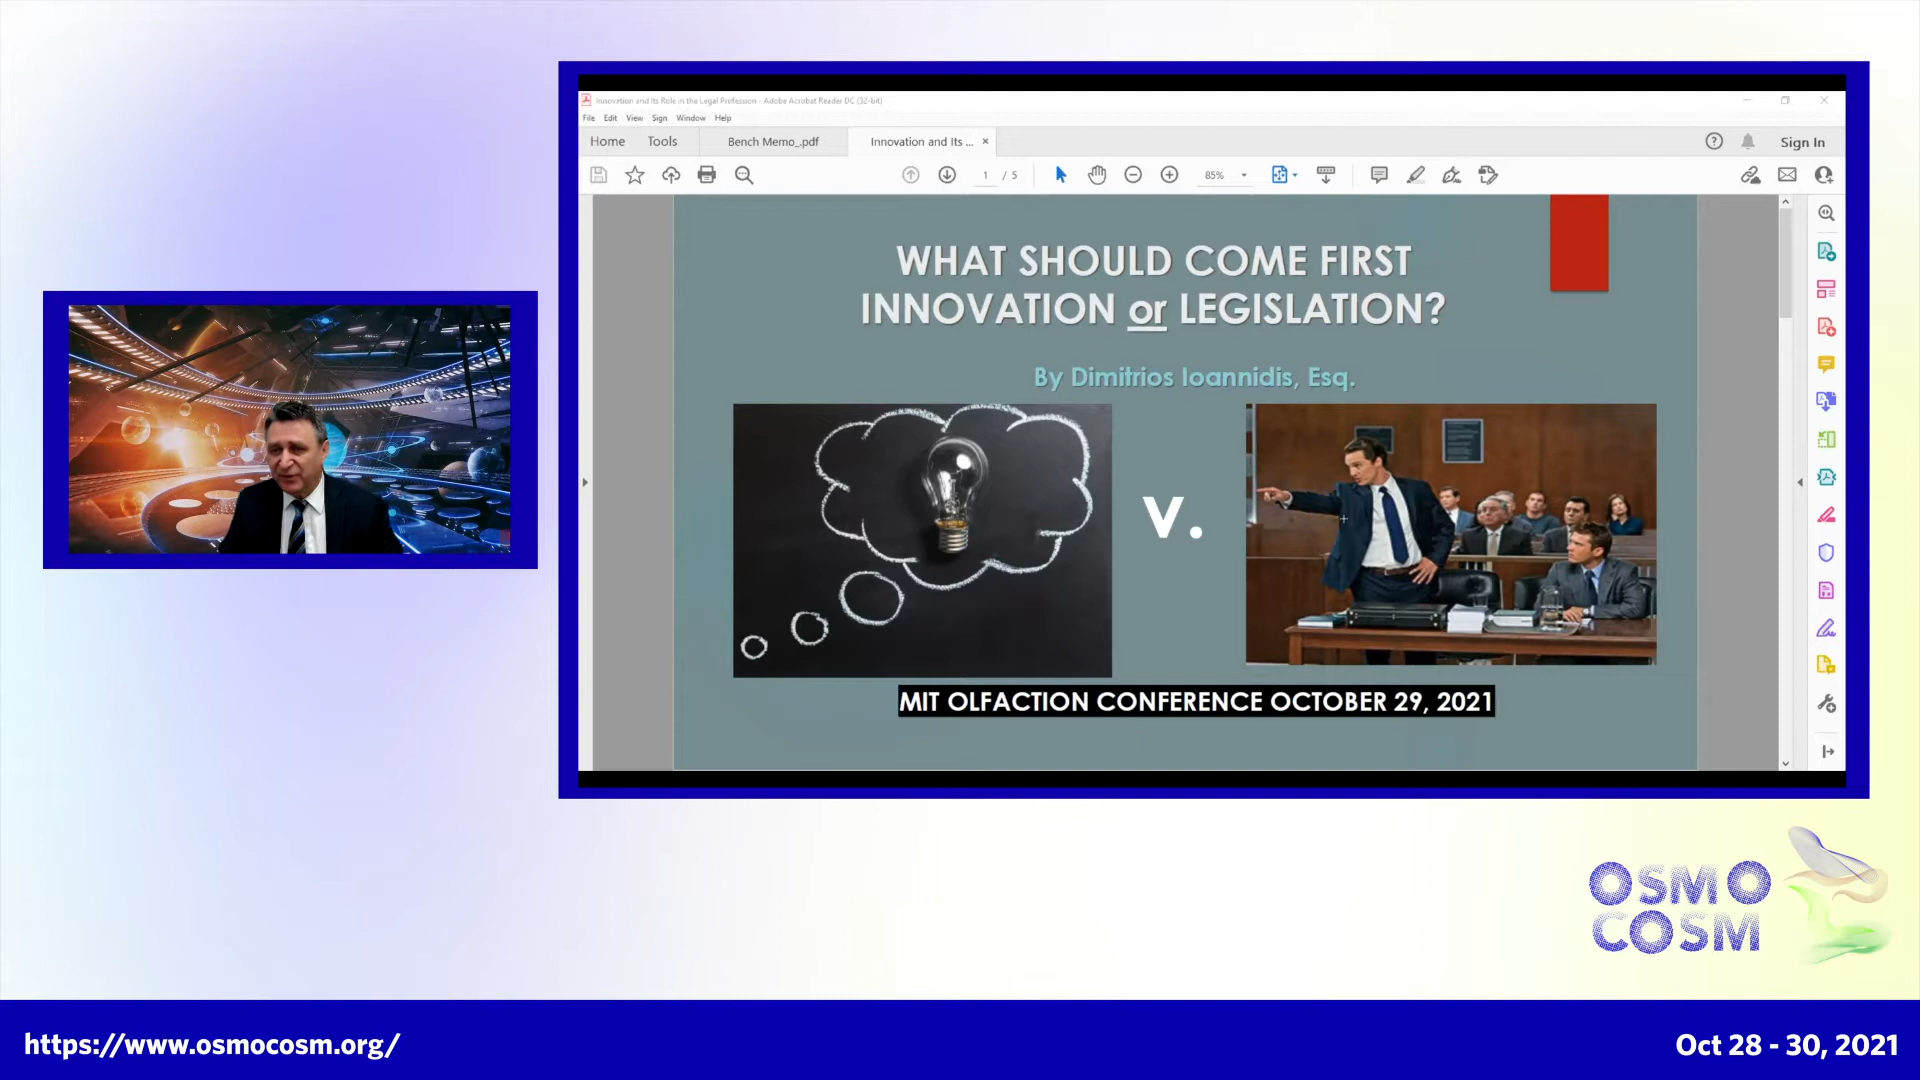 Innovation and Its Role in the Legal Profession - Adobe Acrobat Reader DC (32-bit)
File Edit View Sign Window Help
Home Tools Bench Memo_.pdf Innovation and Its ... × Sign In
1 / 5 85%
WHAT SHOULD COME FIRST
INNOVATION or LEGISLATION?
By Dimitrios Ioannidis, Esq.
v.
MIT OLFACTION CONFERENCE OCTOBER 29, 2021
OSMO
COSM
https://www.osmocosm.org/
Oct 28 - 30, 2021